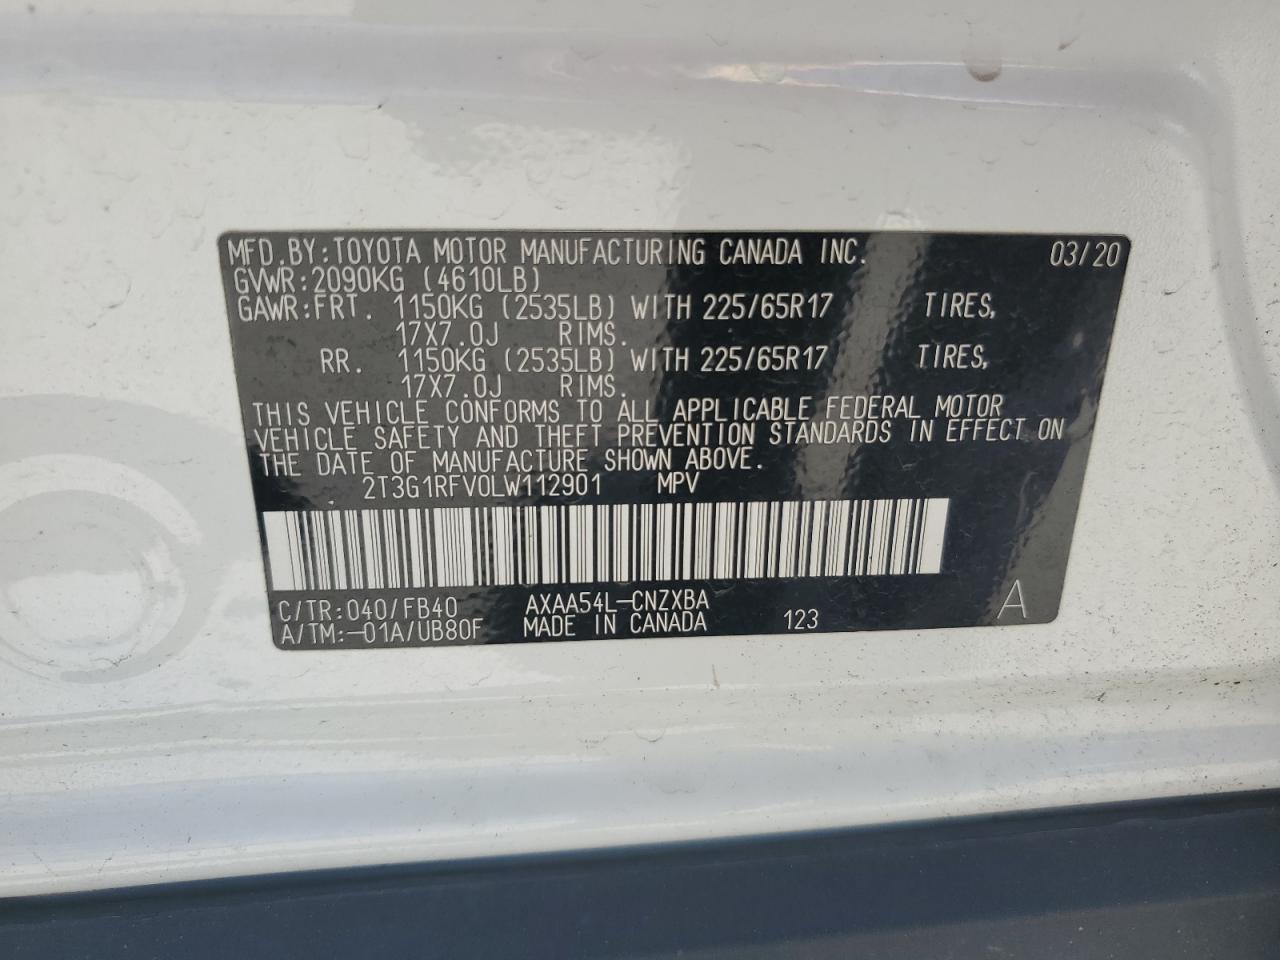 MFD.BY:TOYOTA MOTOR MANUFACTURING CANADA INC. 03/20
GVWR:2090KG (4610LB)
GAWR:FRT. 1150KG (2535LB) WITH 225/65R17 TIRES,
17X7.0J RIMS.
RR. 1150KG (2535LB) WITH 225/65R17 TIRES,
17X7.0J RIMS.
THIS VEHICLE CONFORMS TO ALL APPLICABLE FEDERAL MOTOR
VEHICLE SAFETY AND THEFT PREVENTION STANDARDS IN EFFECT ON
THE DATE OF MANUFACTURE SHOWN ABOVE.
2T3G1RFV0LW112901 MPV
C/TR:040/FB40 AXAA54L-CNZXBA
A/TM:-01A/UB80F MADE IN CANADA 123 A